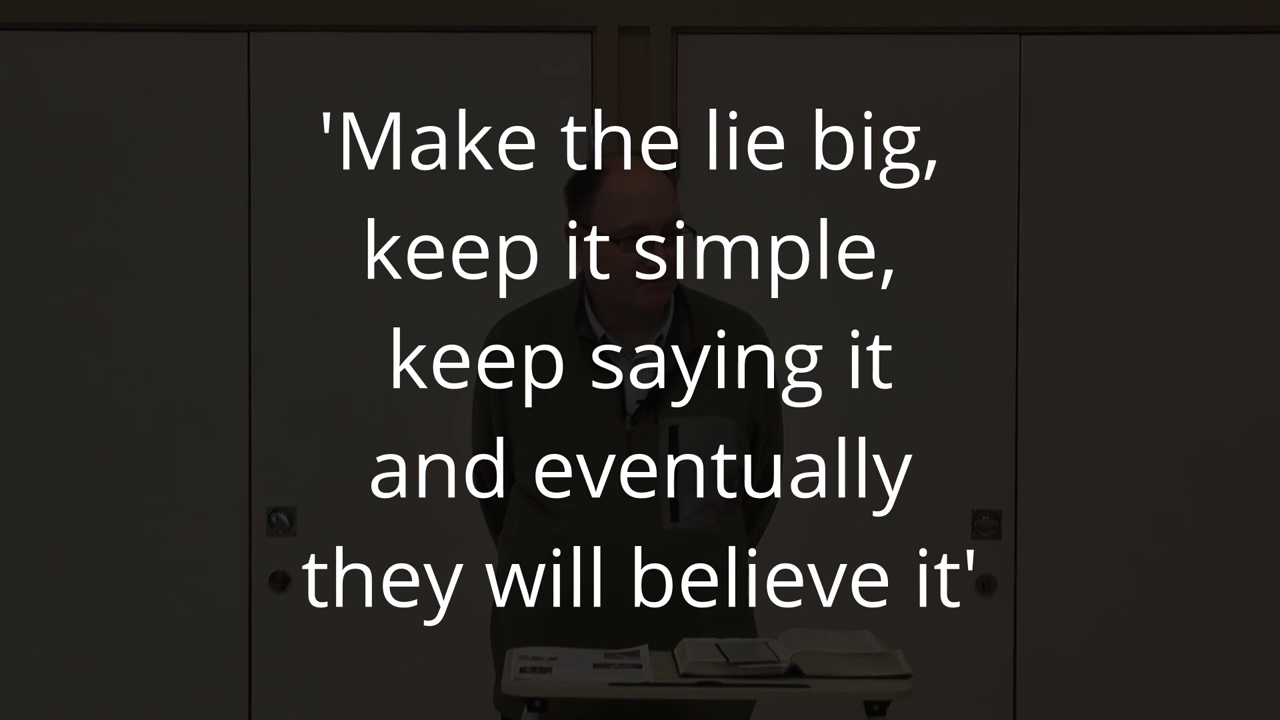 'Make the lie big,
keep it simple,
keep saying it
and eventually
they will believe it'